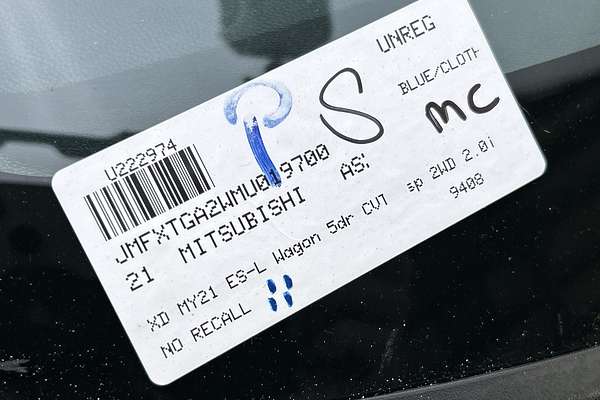 UNREG
BLUE/CLOTH
P S MC
U222974
JMFXTGA2WMU019700
21 MITSUBISHI AS
XD MY21 ES-L Wagon 5dr CVT sp 2WD 2.0i
NO RECALL 9408